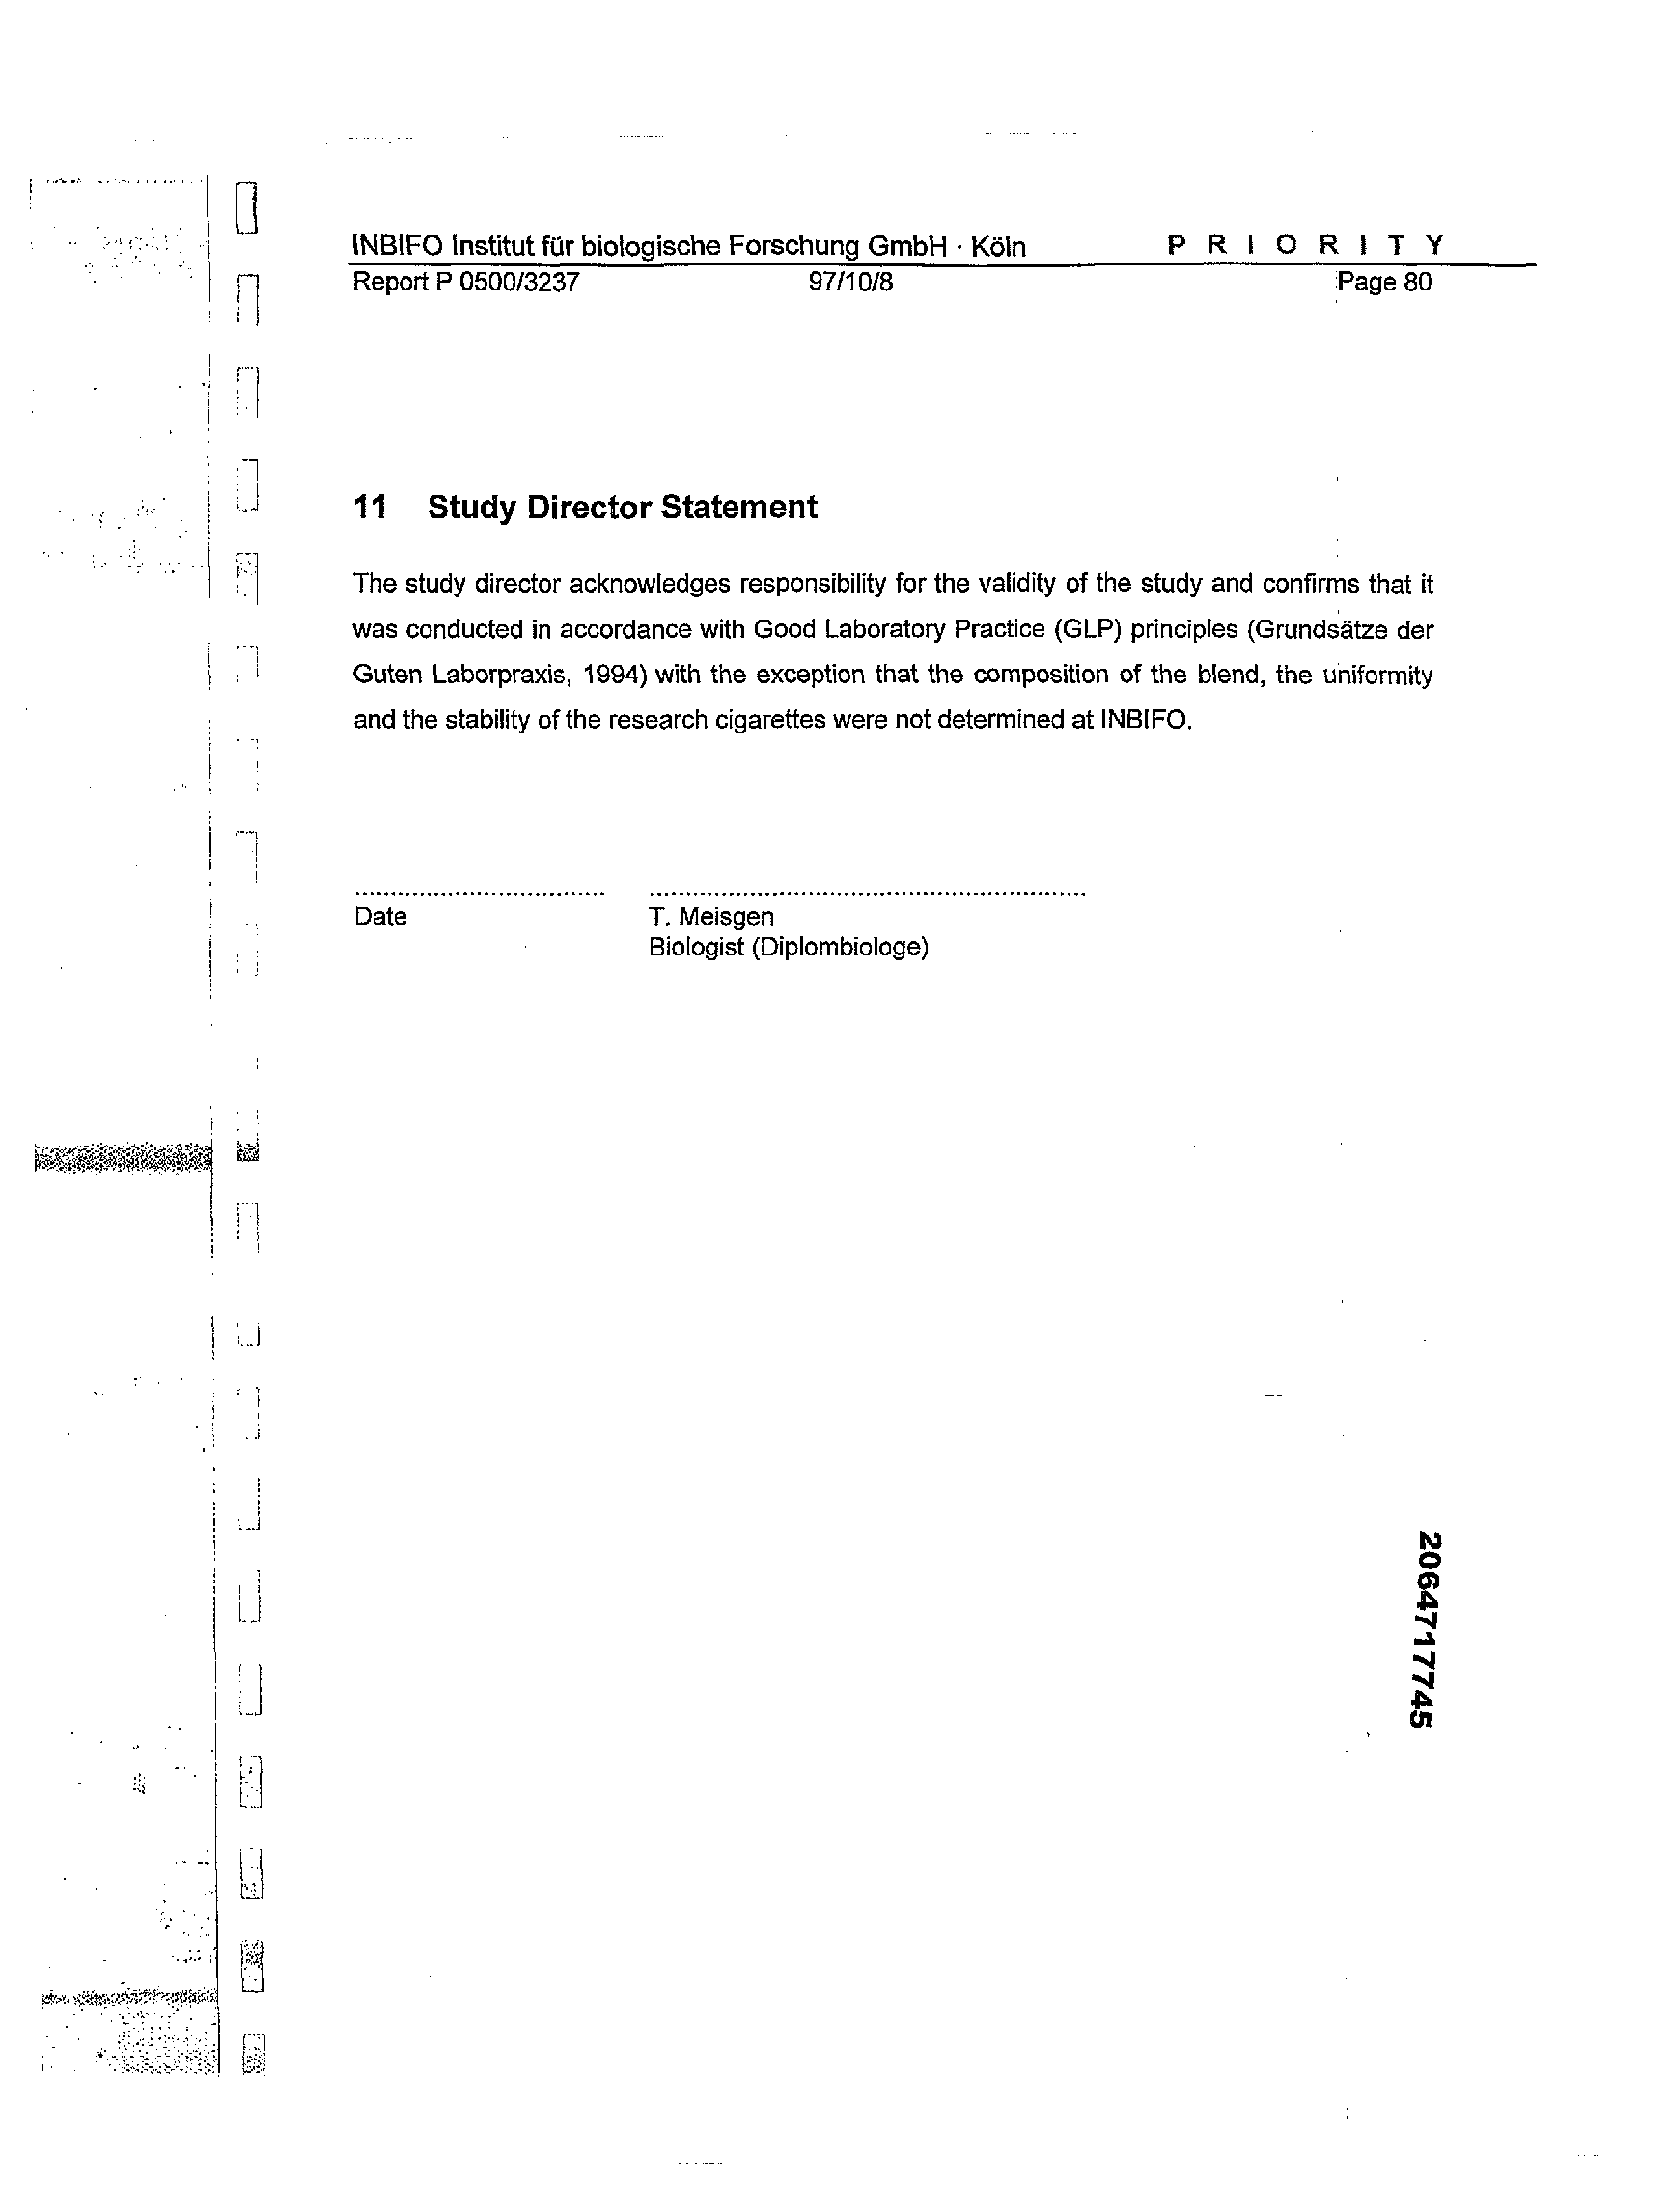 INBIFO Institut für biologische Forschung GmbH · Köln P R I O R I T Y
Report P 0500/3237 97/10/8 Page 80
11 Study Director Statement
The study director acknowledges responsibility for the validity of the study and confirms that it
was conducted in accordance with Good Laboratory Practice (GLP) principles (Grundsätze der
Guten Laborpraxis, 1994) with the exception that the composition of the blend, the uniformity
and the stability of the research cigarettes were not determined at INBIFO.
Date T. Meisgen
Biologist (Diplombiologe)
2064717745